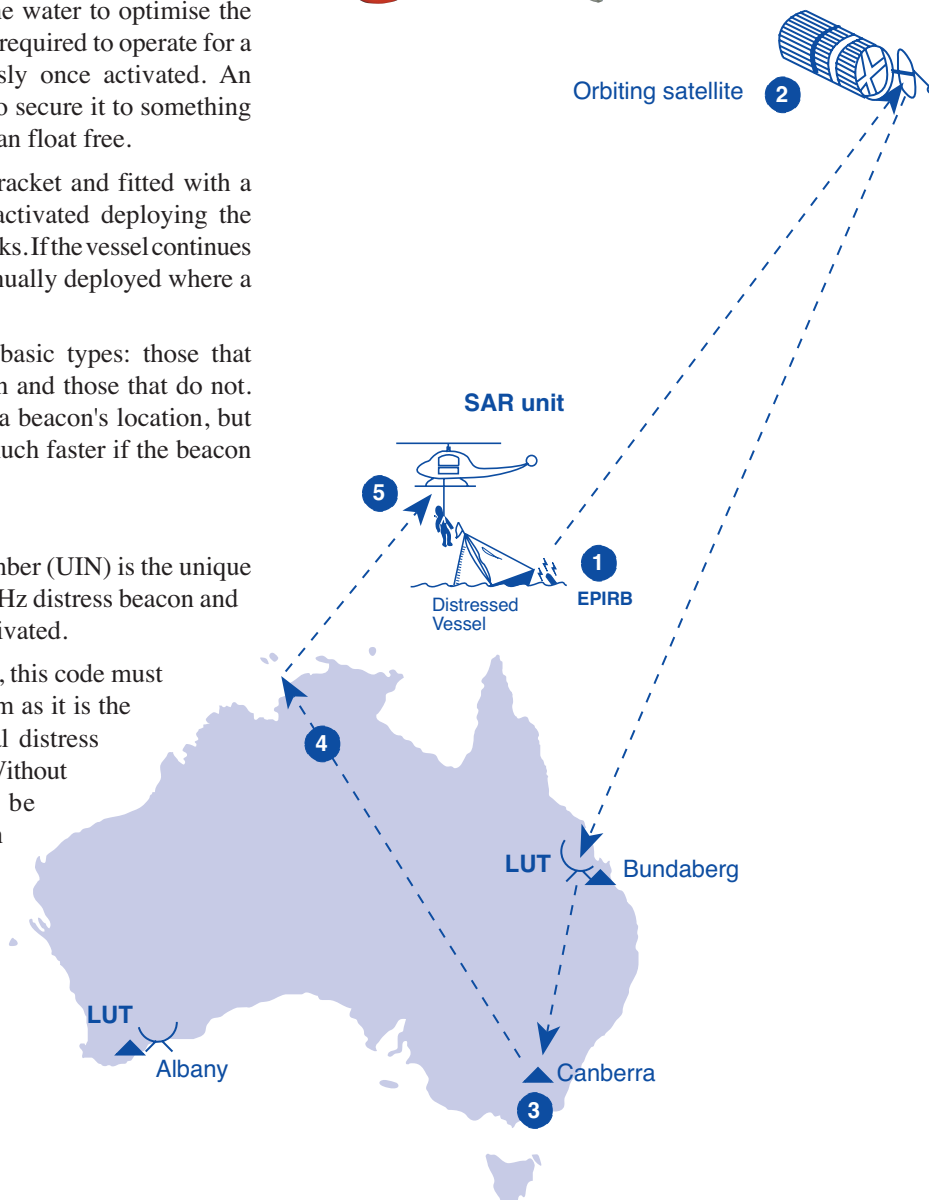 ne water to optimise the
required to operate for a
sly once activated. An
o secure it to something
an float free.
racket and fitted with a
activated deploying the
ks. If the vessel continues
nually deployed where a
basic types: those that
n and those that do not.
a beacon's location, but
uch faster if the beacon
nber (UIN) is the unique
Hz distress beacon and
ivated.
, this code must
m as it is the
al distress
Without
be
Orbiting satellite 2
SAR unit
5
1
EPIRB
Distressed
Vessel
4
LUT
Bundaberg
LUT
Albany
Canberra
3